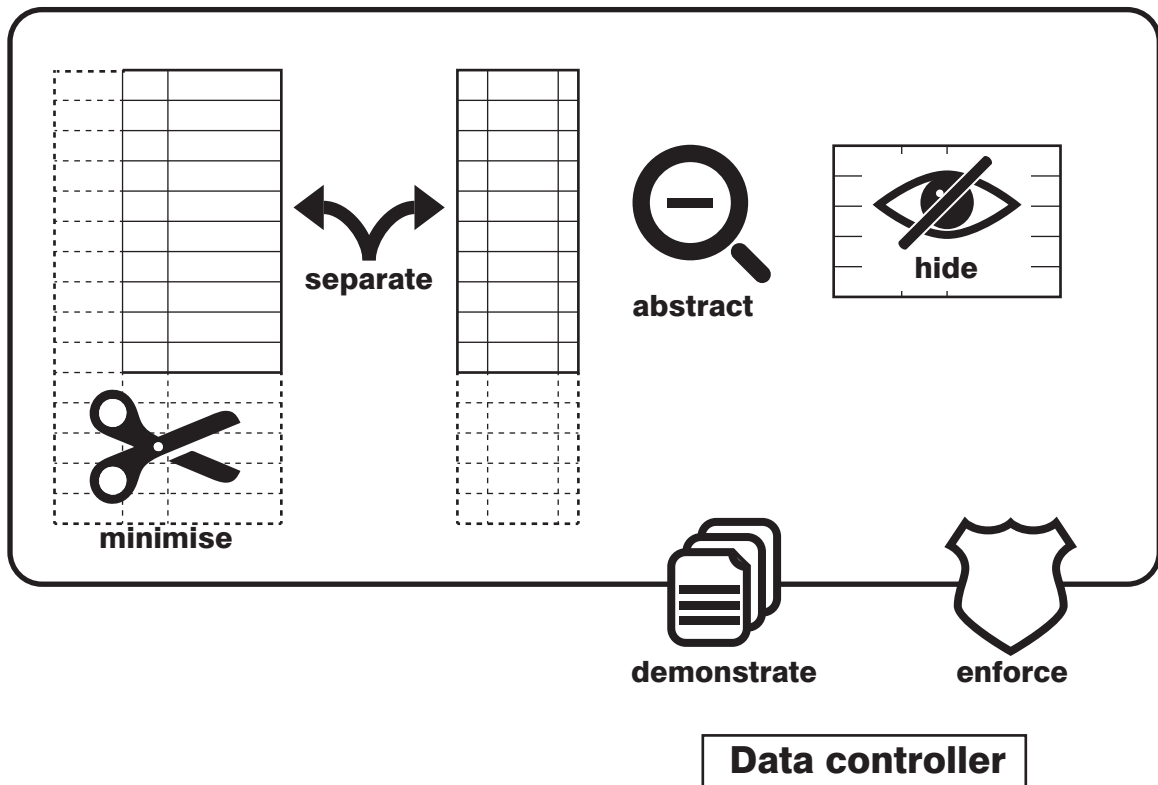 separate
hide
abstract
minimise
demonstrate
enforce
Data controller